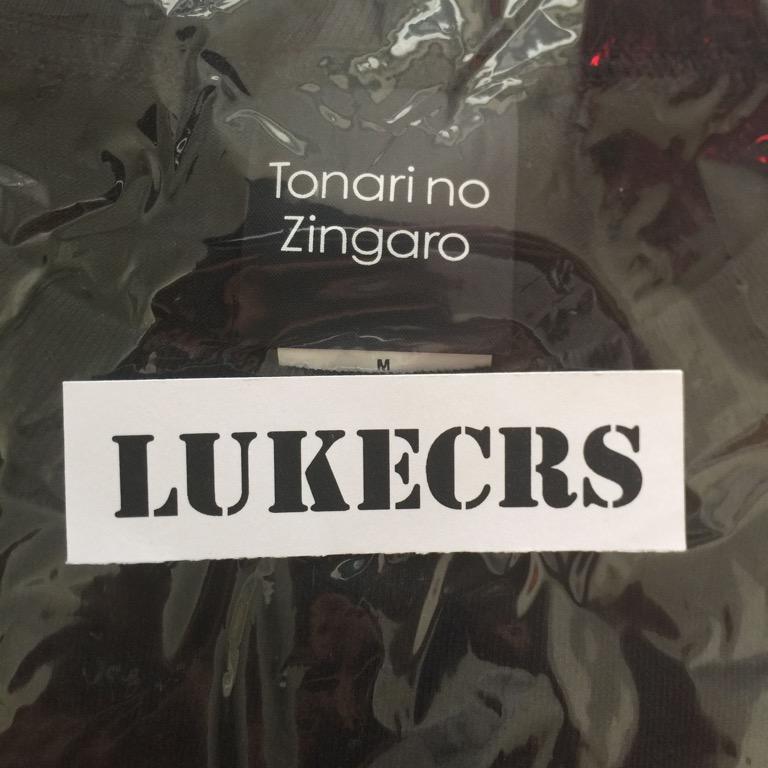 Tonari no
Zingaro
M
LUKECRS